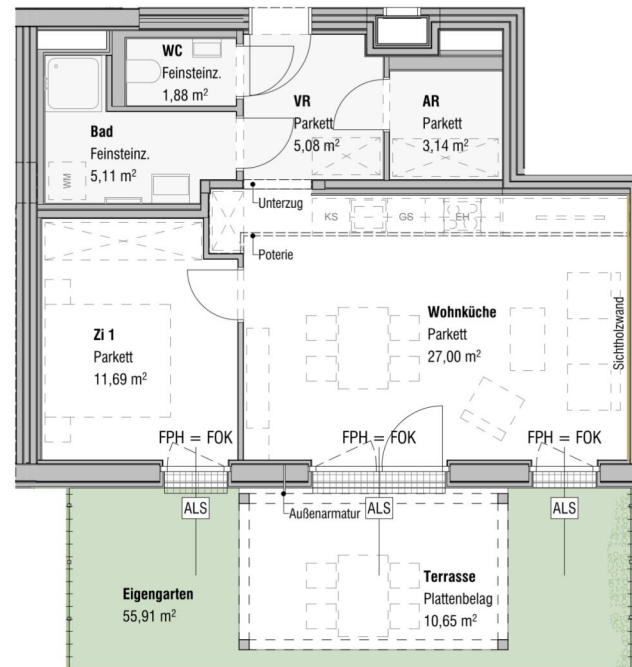 WC
Feinsteinz.
1,88 m²
VR
Parkett
5,08 m²
AR
Parkett
3,14 m²
Bad
Feinsteinz.
5,11 m²
WM
Unterzug
KS
GS
EH
Poterie
Zi 1
Parkett
11,69 m²
Wohnküche
Parkett
27,00 m²
Sichtholzwand
FPH = FOK
FPH = FOK
FPH = FOK
ALS
Außenarmatur
ALS
ALS
Eigengarten
55,91 m²
Terrasse
Plattenbelag
10,65 m²